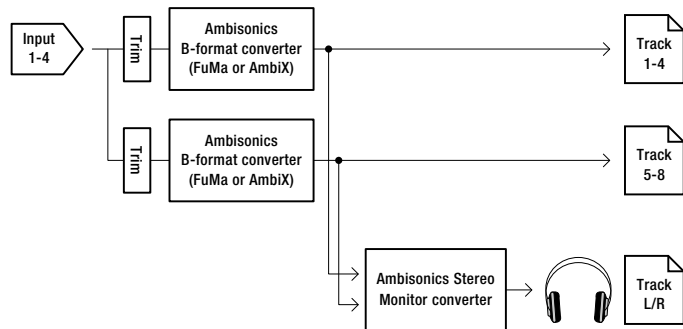 Input
1-4
Trim
Ambisonics
B-format converter
(FuMa or AmbiX)
Track
1-4
Trim
Ambisonics
B-format converter
(FuMa or AmbiX)
Track
5-8
Ambisonics Stereo
Monitor converter
Track
L/R